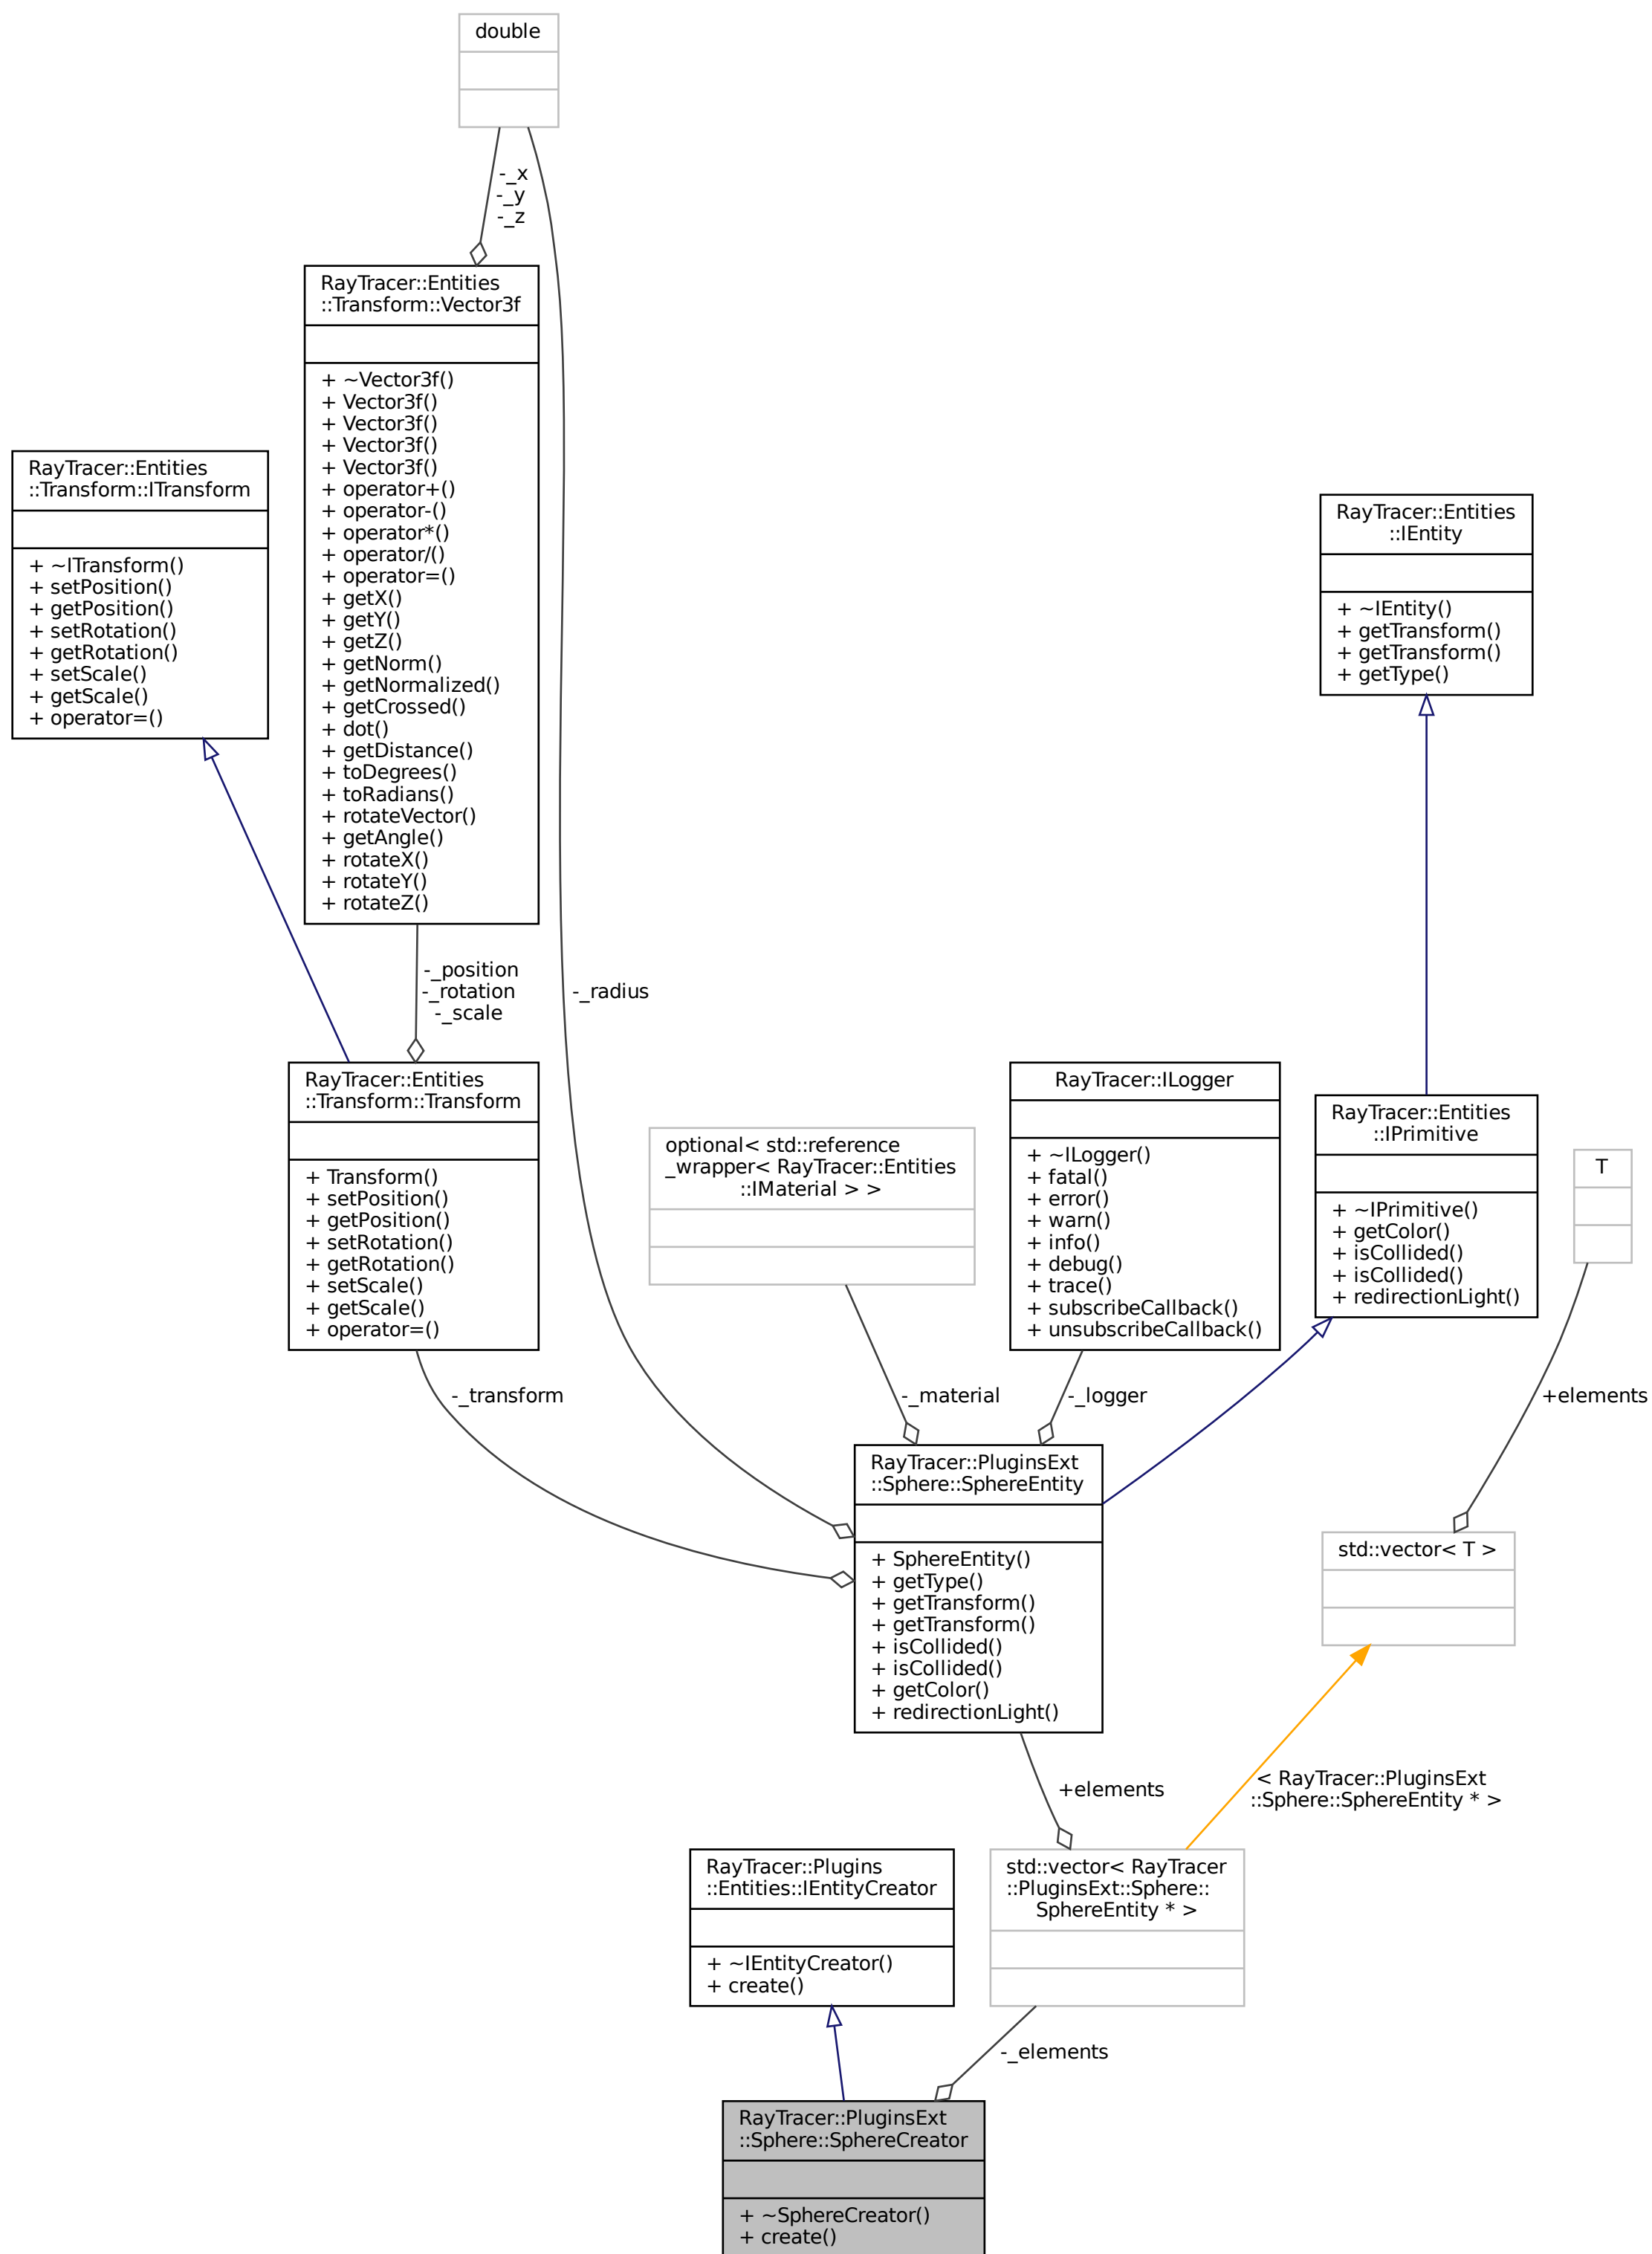 double
-_x
-_y
-_z
RayTracer::Entities
::Transform::Vector3f
+ ~Vector3f()
+ Vector3f()
+ Vector3f()
+ Vector3f()
+ Vector3f()
+ operator+()
+ operator-()
+ operator*()
+ operator/()
+ operator=()
+ getX()
+ getY()
+ getZ()
+ getNorm()
+ getNormalized()
+ getCrossed()
+ dot()
+ getDistance()
+ toDegrees()
+ toRadians()
+ rotateVector()
+ getAngle()
+ rotateX()
+ rotateY()
+ rotateZ()
RayTracer::Entities
::Transform::ITransform
+ ~ITransform()
+ setPosition()
+ getPosition()
+ setRotation()
+ getRotation()
+ setScale()
+ getScale()
+ operator=()
RayTracer::Entities
::IEntity
+ ~IEntity()
+ getTransform()
+ getTransform()
+ getType()
-_position
-_rotation
-_scale
-_radius
RayTracer::Entities
::Transform::Transform
+ Transform()
+ setPosition()
+ getPosition()
+ setRotation()
+ getRotation()
+ setScale()
+ getScale()
+ operator=()
optional< std::reference
_wrapper< RayTracer::Entities
::IMaterial > >
RayTracer::ILogger
+ ~ILogger()
+ fatal()
+ error()
+ warn()
+ info()
+ debug()
+ trace()
+ subscribeCallback()
+ unsubscribeCallback()
RayTracer::Entities
::IPrimitive
+ ~IPrimitive()
+ getColor()
+ isCollided()
+ isCollided()
+ redirectionLight()
T
-_transform
-_material
-_logger
+elements
RayTracer::PluginsExt
::Sphere::SphereEntity
+ SphereEntity()
+ getType()
+ getTransform()
+ getTransform()
+ isCollided()
+ isCollided()
+ getColor()
+ redirectionLight()
std::vector< T >
+elements
< RayTracer::PluginsExt
::Sphere::SphereEntity * >
RayTracer::Plugins
::Entities::IEntityCreator
+ ~IEntityCreator()
+ create()
std::vector< RayTracer
::PluginsExt::Sphere::
SphereEntity * >
-_elements
RayTracer::PluginsExt
::Sphere::SphereCreator
+ ~SphereCreator()
+ create()